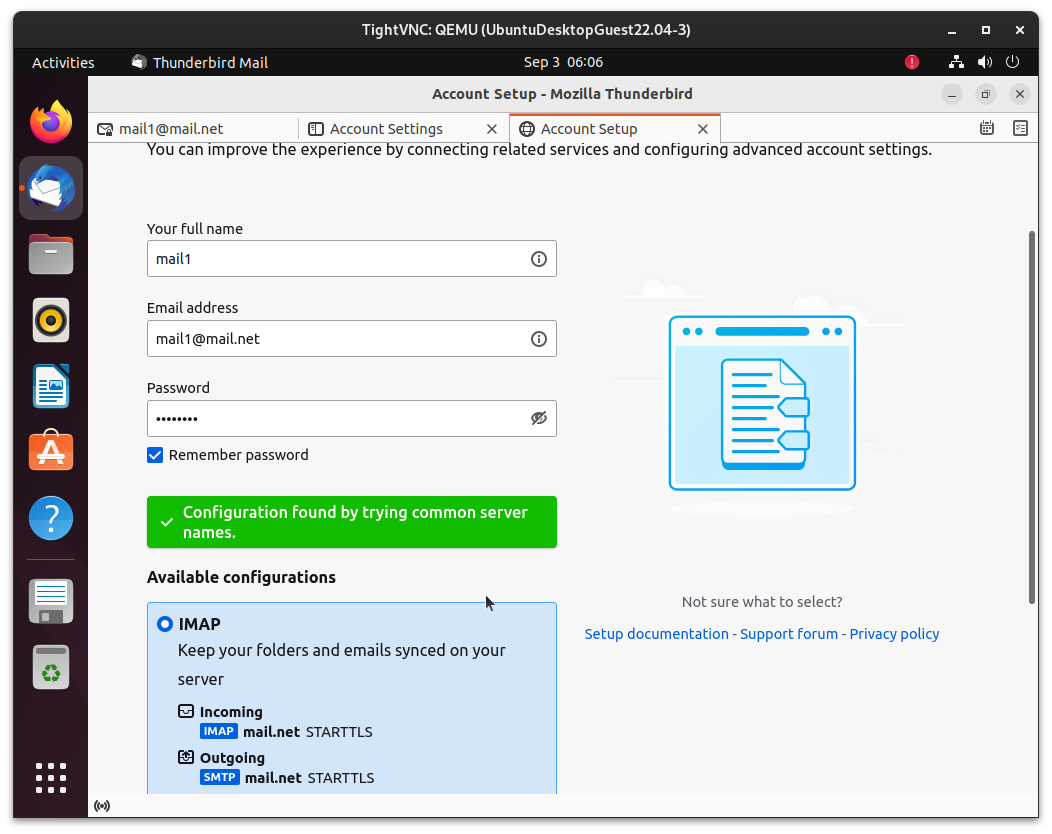 TightVNC: QEMU (UbuntuDesktopGuest22.04-3)
Activities Thunderbird Mail Sep 3 06:06
Account Setup - Mozilla Thunderbird
mail1@mail.net Account Settings Account Setup
You can improve the experience by connecting related services and configuring advanced account settings.
Your full name
mail1
Email address
mail1@mail.net
Password
••••••••
Remember password
Configuration found by trying common server
names.
Available configurations
IMAP
Keep your folders and emails synced on your
server
Incoming
IMAP mail.net STARTTLS
Outgoing
SMTP mail.net STARTTLS
Not sure what to select?
Setup documentation - Support forum - Privacy policy